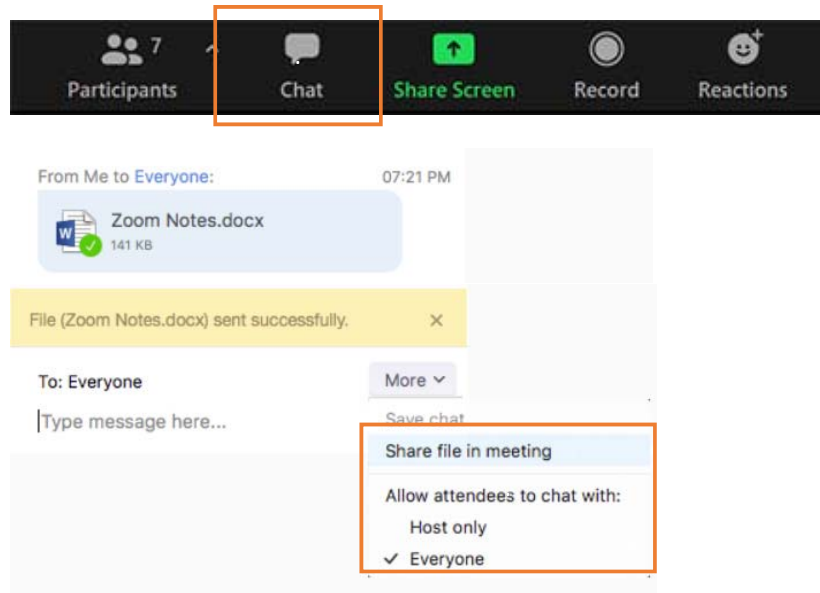 7
Participants Chat Share Screen Record Reactions
From Me to Everyone: 07:21 PM
W
Zoom Notes.docx
141 KB
File (Zoom Notes.docx) sent successfully. ×
To: Everyone More
Type message here...
Save chat
Share file in meeting
Allow attendees to chat with:
Host only
✓ Everyone